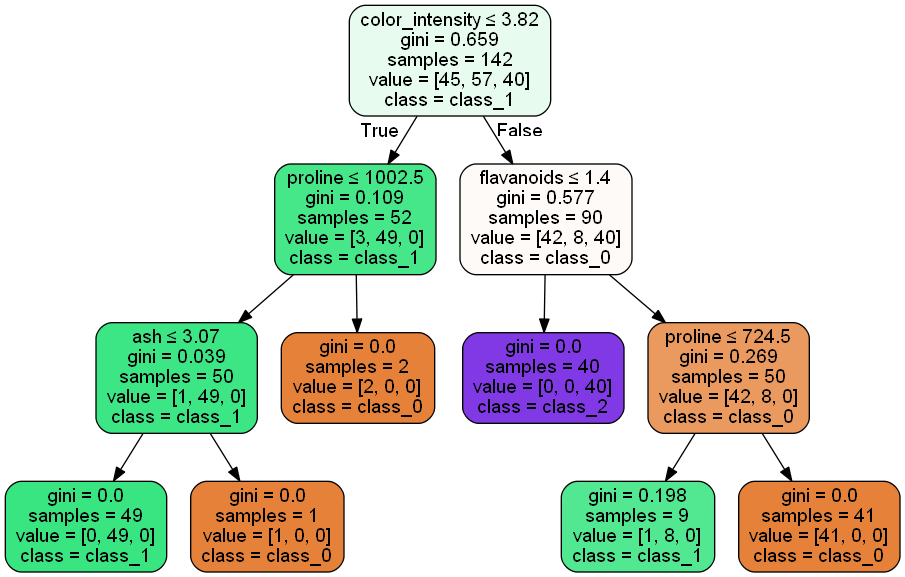 color_intensity ≤ 3.82
gini = 0.659
samples = 142
value = [45, 57, 40]
class = class_1
True
False
proline ≤ 1002.5
gini = 0.109
samples = 52
value = [3, 49, 0]
class = class_1
flavanoids ≤ 1.4
gini = 0.577
samples = 90
value = [42, 8, 40]
class = class_0
ash ≤ 3.07
gini = 0.039
samples = 50
value = [1, 49, 0]
class = class_1
gini = 0.0
samples = 2
value = [2, 0, 0]
class = class_0
gini = 0.0
samples = 40
value = [0, 0, 40]
class = class_2
proline ≤ 724.5
gini = 0.269
samples = 50
value = [42, 8, 0]
class = class_0
gini = 0.0
samples = 49
value = [0, 49, 0]
class = class_1
gini = 0.0
samples = 1
value = [1, 0, 0]
class = class_0
gini = 0.198
samples = 9
value = [1, 8, 0]
class = class_1
gini = 0.0
samples = 41
value = [41, 0, 0]
class = class_0